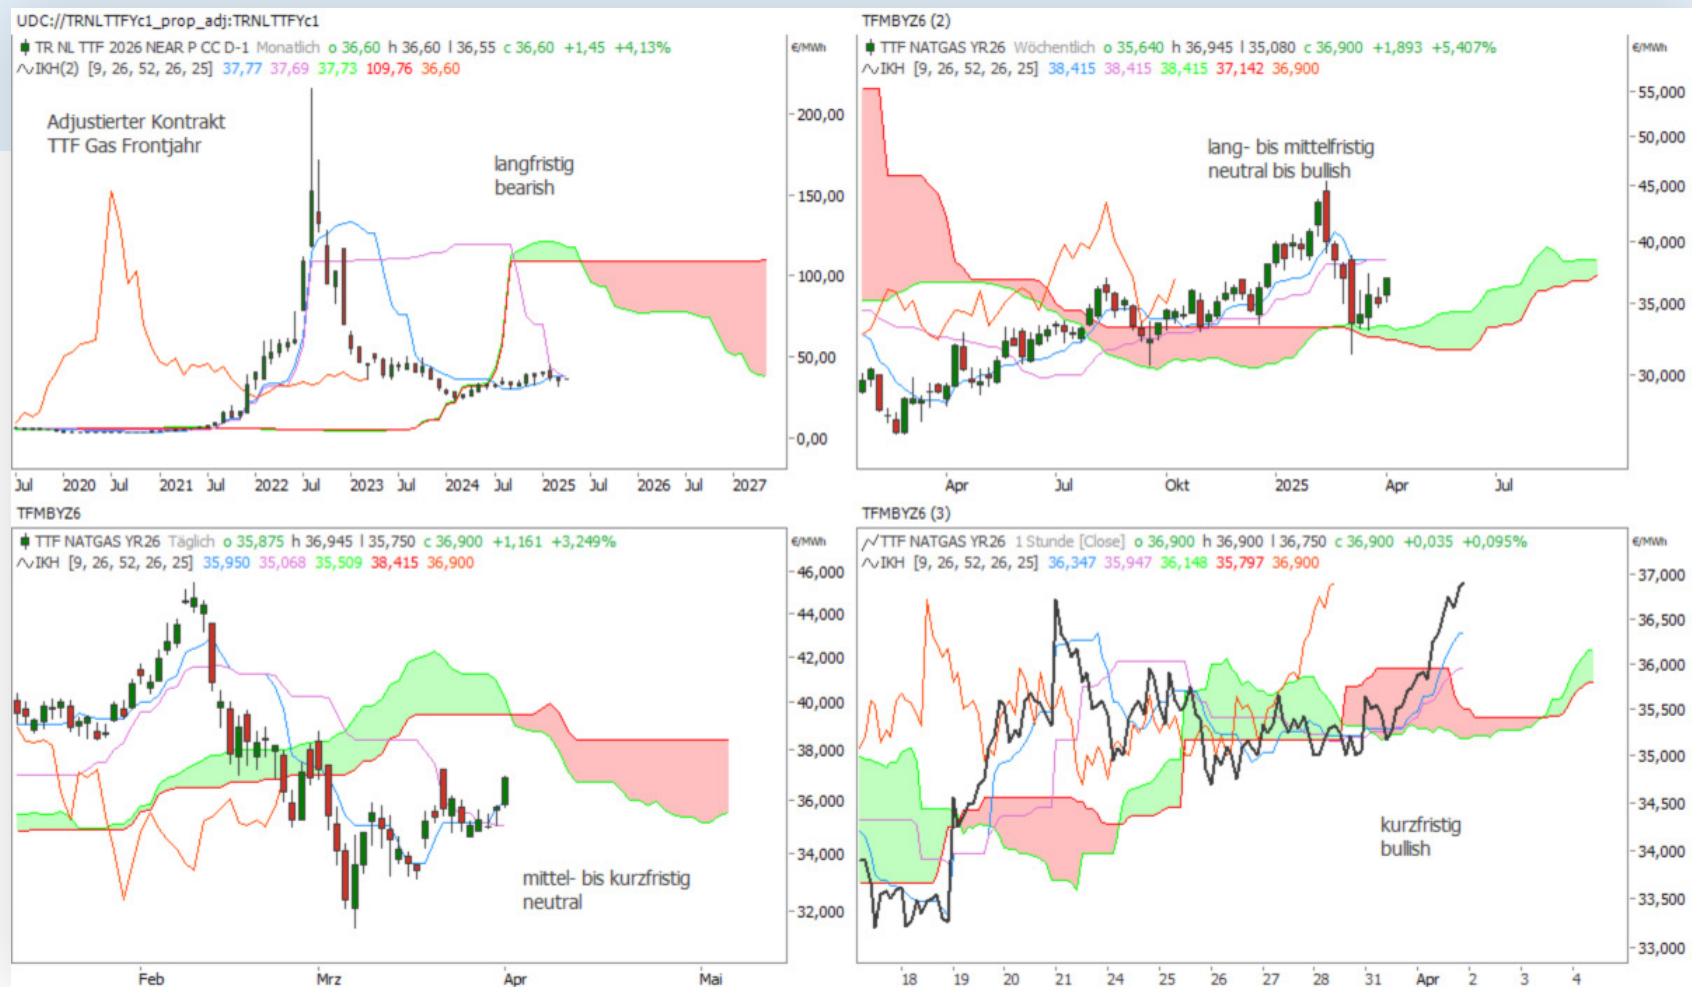 UDC://TRNLTTFYc1_prop_adj:TRNLTTFYc1
TR NL TTF 2026 NEAR P CC D-1 Monatlich o 36,60 h 36,60 l 36,55 c 36,60 +1,45 +4,13%
€/MWh
IKH(2) [9, 26, 52, 26, 25] 37,77 37,69 37,73 109,76 36,60
Adjustierter Kontrakt
TTF Gas Frontjahr
langfristig
bearish
200,00
150,00
100,00
50,00
0,00
Jul 2020 Jul 2021 Jul 2022 Jul 2023 Jul 2024 Jul 2025 Jul 2026 Jul 2027
TFMBYZ6 (2)
TTF NATGAS YR26 Wöchentlich o 35,640 h 36,945 l 35,080 c 36,900 +1,893 +5,407%
€/MWh
IKH [9, 26, 52, 26, 25] 38,415 38,415 38,415 37,142 36,900
lang- bis mittelfristig
neutral bis bullish
55,000
50,000
45,000
40,000
35,000
30,000
Apr Jul Okt 2025 Apr Jul
TFMBYZ6
TTF NATGAS YR26 Täglich o 35,875 h 36,945 l 35,750 c 36,900 +1,161 +3,249%
€/MWh
IKH [9, 26, 52, 26, 25] 35,950 35,068 35,509 38,415 36,900
46,000
44,000
42,000
40,000
38,000
36,000
34,000
32,000
mittel- bis kurzfristig
neutral
Feb Mrz Apr Mai
TFMBYZ6 (3)
TTF NATGAS YR26 1 Stunde [Close] o 36,900 h 36,900 l 36,750 c 36,900 +0,035 +0,095%
€/MWh
IKH [9, 26, 52, 26, 25] 36,347 35,947 36,148 35,797 36,900
37,000
36,500
36,000
35,500
35,000
34,500
34,000
33,500
33,000
kurzfristig
bullish
18 19 20 21 24 25 26 27 28 31 Apr 2 3 4